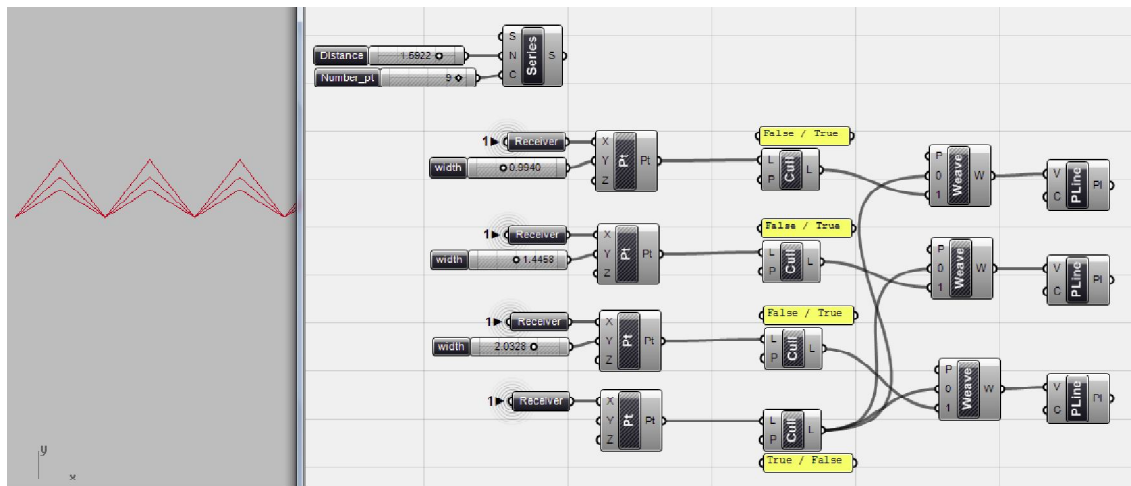 S
Distance 1.5922 N Series S
Number_pt 9 C
False / True
1 Receiver X
width 0.9940 Y Pt Pt L Cull L P
Z P 0 Weave W V PLine Pl
1 C
False / True
1 Receiver X
width 1.4458 Y Pt Pt L Cull L P
Z P 0 Weave W V PLine Pl
1 C
False / True
1 Receiver X
width 2.0328 Y Pt Pt L Cull L
Z P P
0 Weave W V PLine Pl
1 Receiver X 1 C
Y Pt Pt L Cull L
Z P
True / False
y
x